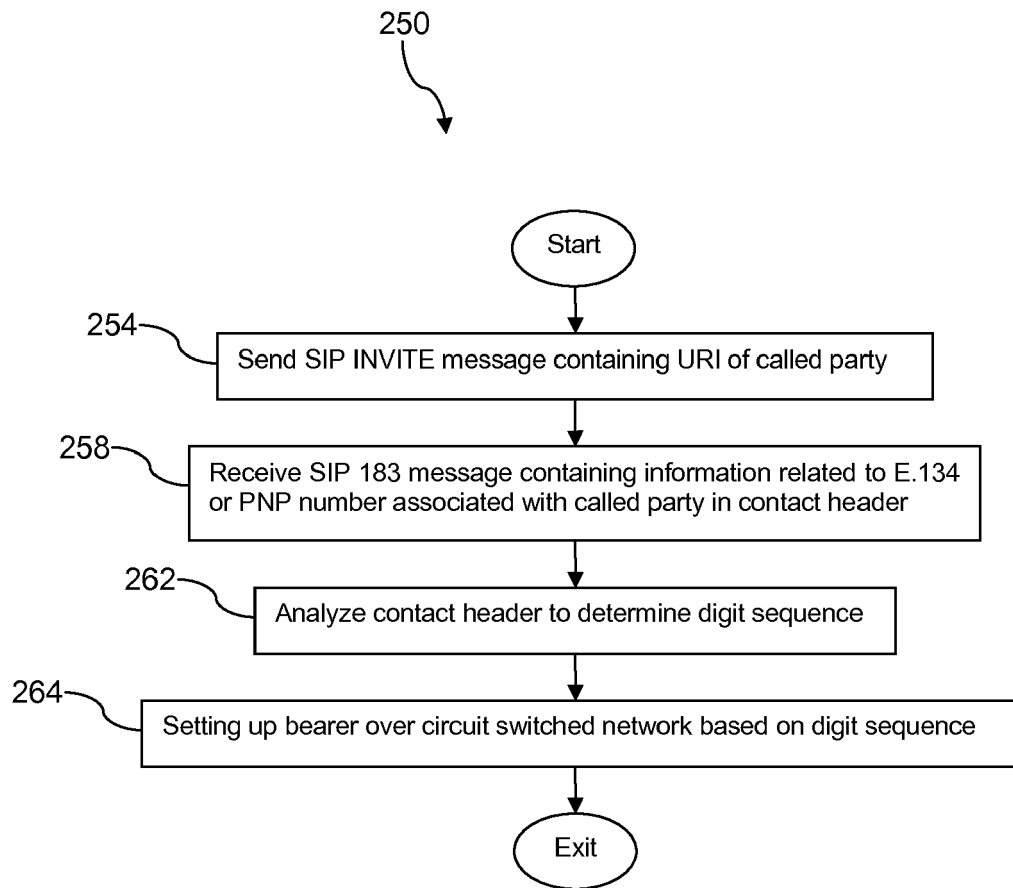 250
Start
254
Send SIP INVITE message containing URI of called party
258
Receive SIP 183 message containing information related to E.134
or PNP number associated with called party in contact header
262
Analyze contact header to determine digit sequence
264
Setting up bearer over circuit switched network based on digit sequence
Exit